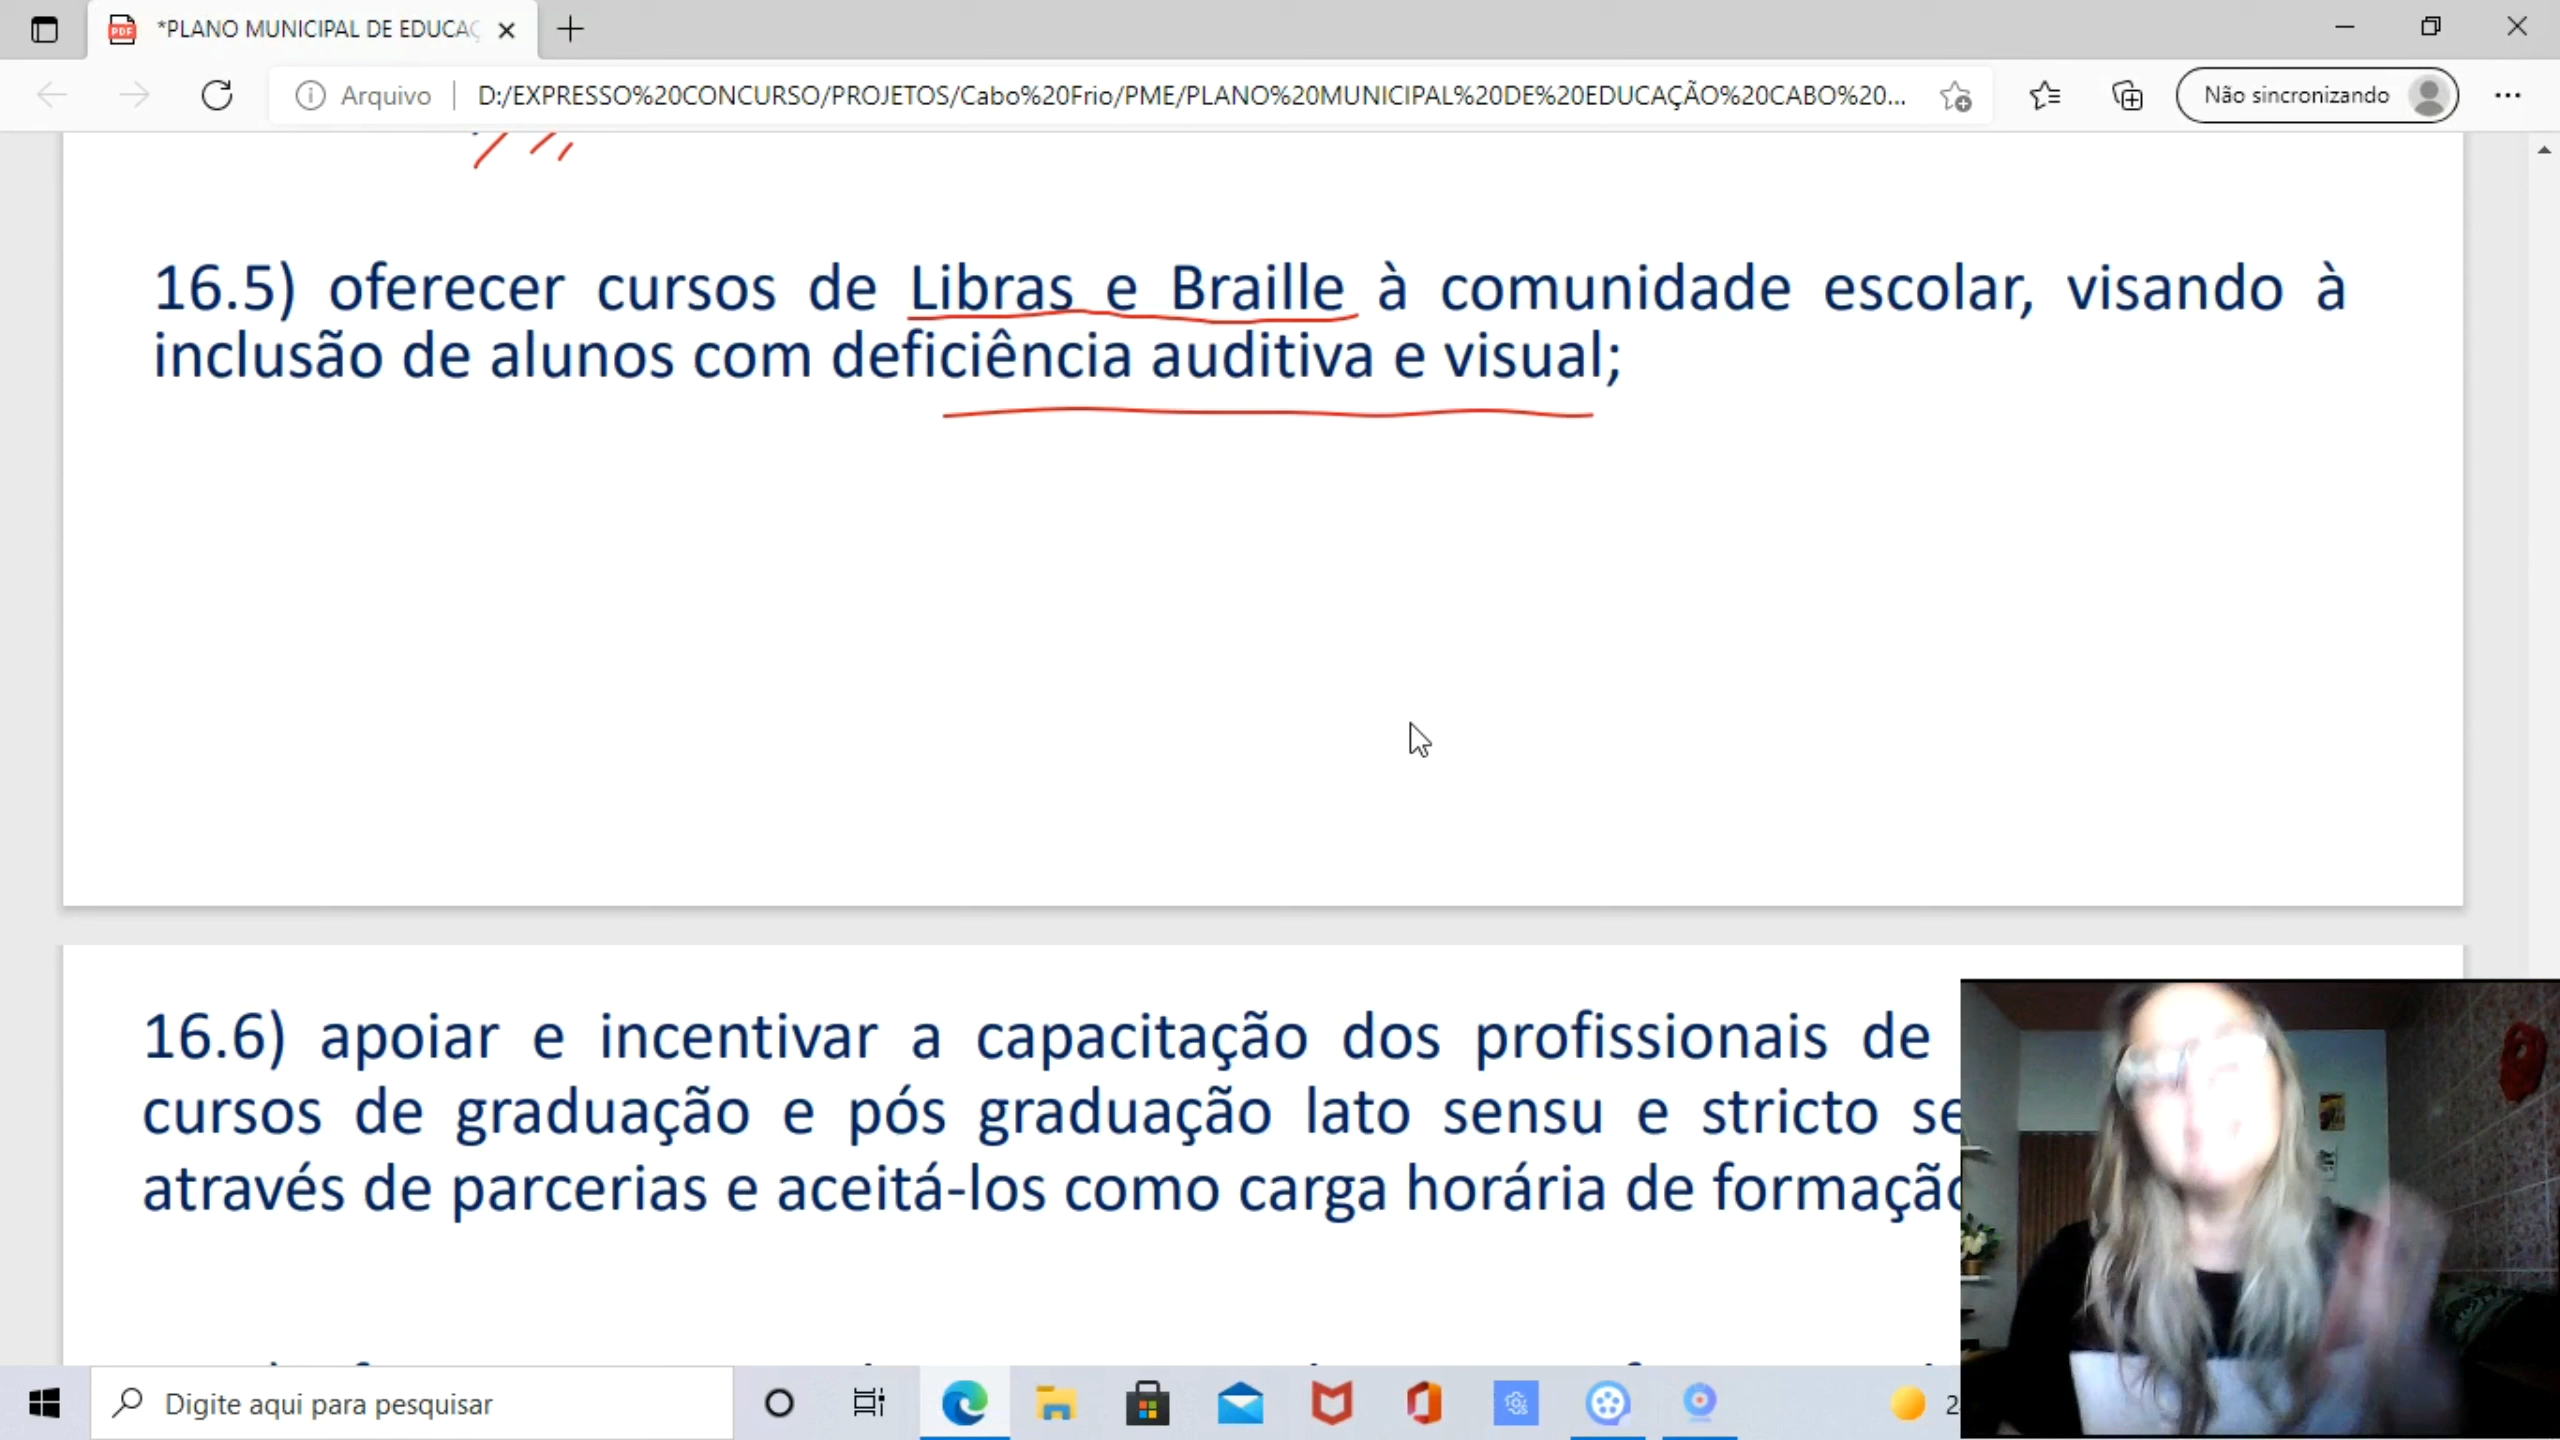 *PLANO MUNICIPAL DE EDUCAÇ
Arquivo
D:/EXPRESSO%20CONCURSO/PROJETOS/Cabo%20Frio/PME/PLANO%20MUNICIPAL%20DE%20EDUCAÇÃO%20CABO%20...
Não sincronizando
16.5) oferecer cursos de Libras e Braille à comunidade escolar, visando à
inclusão de alunos com deficiência auditiva e visual;
16.6) apoiar e incentivar a capacitação dos profissionais de
cursos de graduação e pós graduação lato sensu e stricto se
através de parcerias e aceitá-los como carga horária de formação
Digite aqui para pesquisar
2